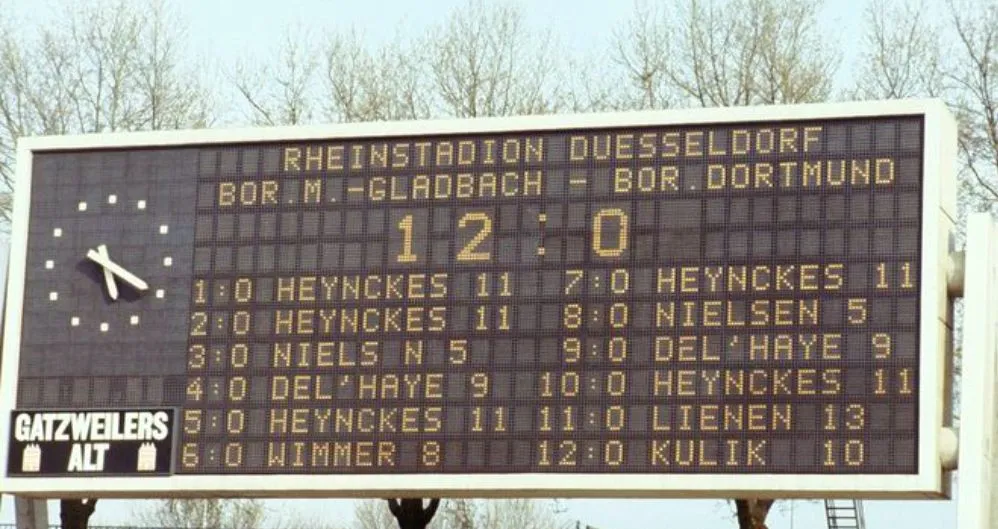 RHEINSTADION DUESSELDORF
BOR.M.-GLADBACH - BOR.DORTMUND
12:0
1:0 HEYNCKES 11 7:0 HEYNCKES 11
2:0 HEYNCKES 11 8:0 NIELSEN 5
3:0 NIELS N 5 9:0 DEL'HAYE 9
4:0 DEL'HAYE 9 10:0 HEYNCKES 11
5:0 HEYNCKES 11 11:0 LIENEN 13
6:0 WIMMER 8 12:0 KULIK 10
GATZWEILERS
ALT